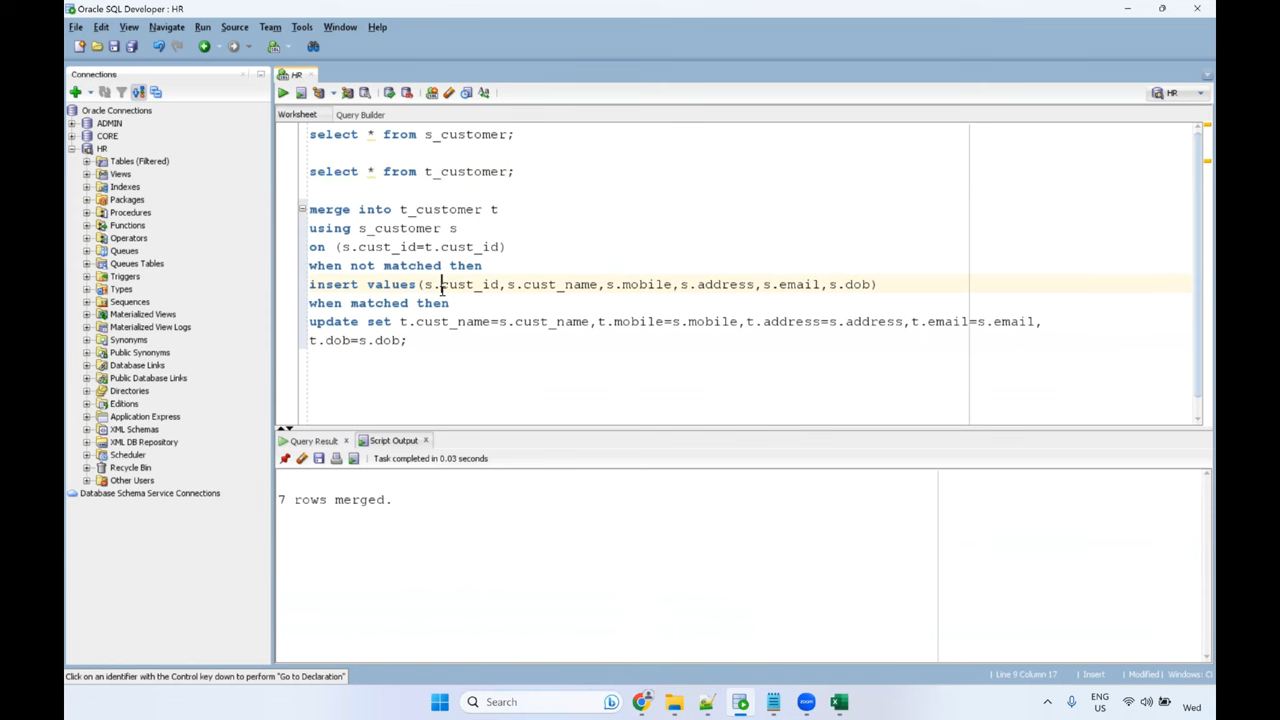 Oracle SQL Developer : HR
File Edit View Navigate Run Source Team Tools Window Help
Connections
Oracle Connections
ADMIN
CORE
HR
Tables (Filtered)
Views
Indexes
Packages
Procedures
Functions
Operators
Queues
Queues Tables
Triggers
Types
Sequences
Materialized Views
Materialized View Logs
Synonyms
Public Synonyms
Database Links
Public Database Links
Directories
Editions
Application Express
XML Schemas
XML DB Repository
Scheduler
Recycle Bin
Other Users
Database Schema Service Connections
HR
HR
Worksheet Query Builder
select * from s_customer;
select * from t_customer;
merge into t_customer t
using s_customer s
on (s.cust_id=t.cust_id)
when not matched then
insert values(s.cust_id,s.cust_name,s.mobile,s.address,s.email,s.dob)
when matched then
update set t.cust_name=s.cust_name,t.mobile=s.mobile,t.address=s.address,t.email=s.email,
t.dob=s.dob;
Query Result Script Output
Task completed in 0.03 seconds
7 rows merged.
Click on an identifier with the Control key down to perform "Go to Declaration"
Line 9 Column 17 Insert Modified Windows: Cl
Search
ENG
US
Wed